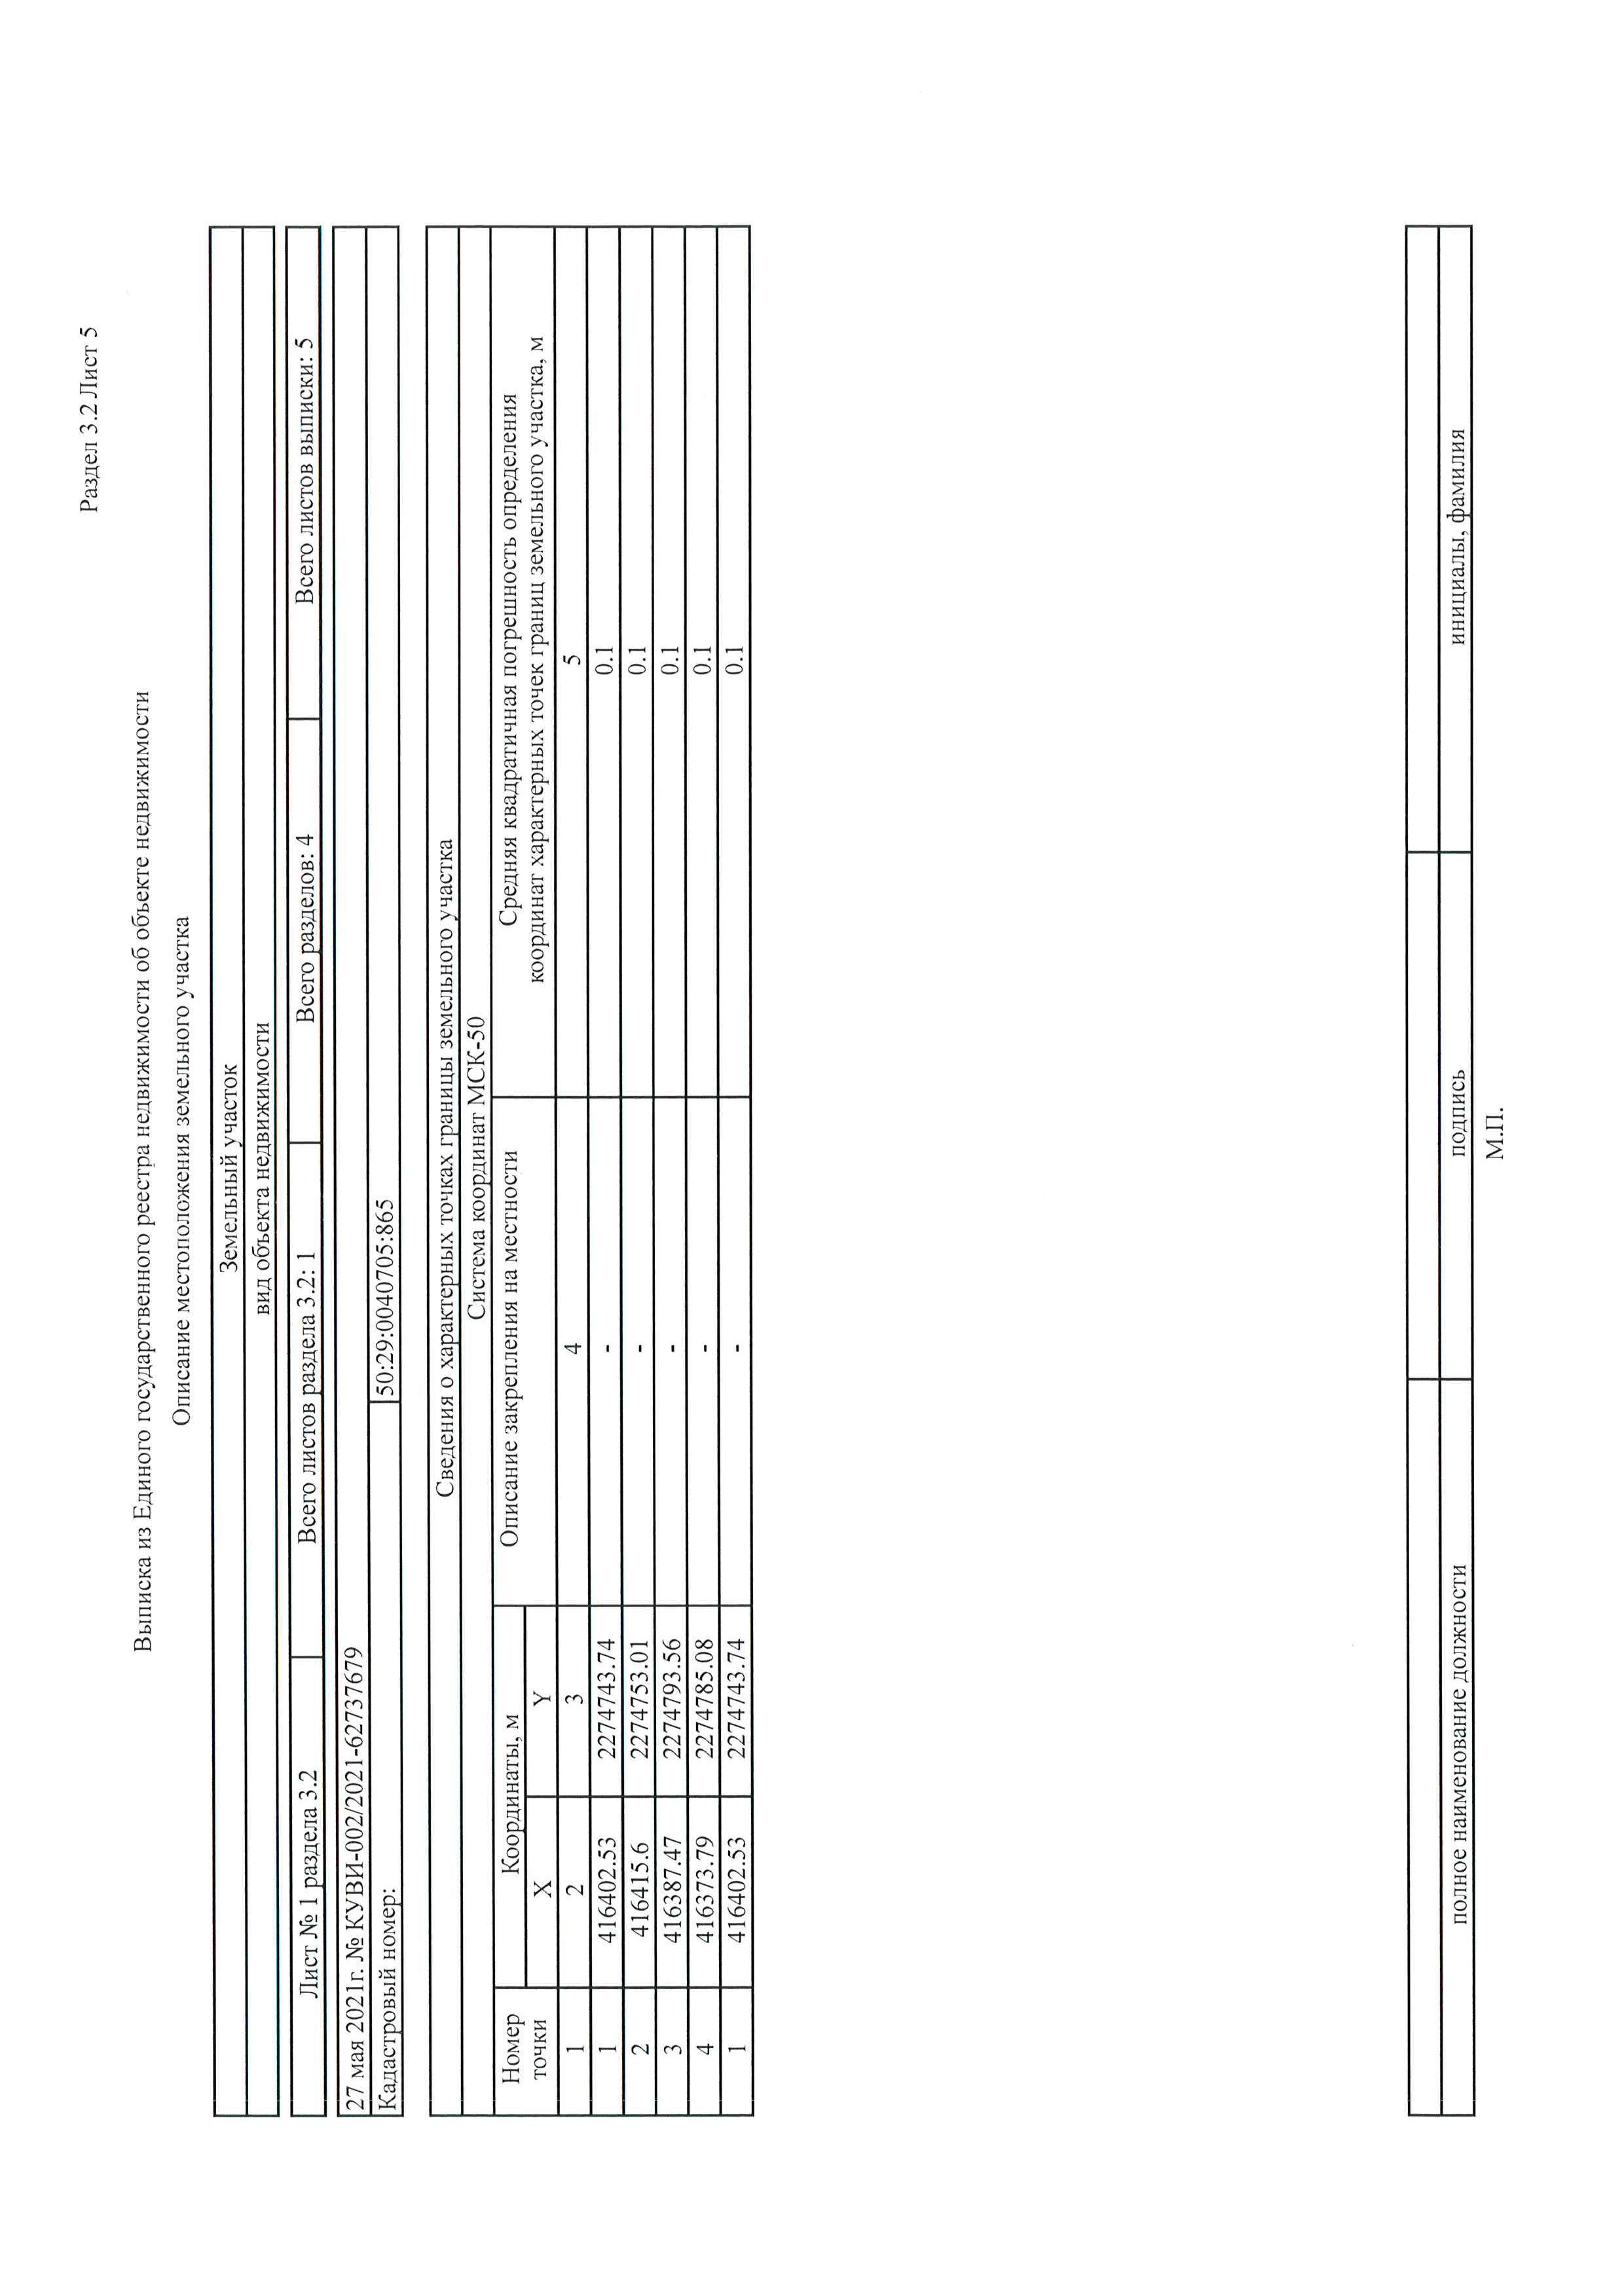 Раздел 3.2 Лист 5
Выписка из Единого государственного реестра недвижимости об объекте недвижимости
Описание местоположения земельного участка
Земельный участок
вид объекта недвижимости
Лист № 1 раздела 3.2 Всего листов раздела 3.2: 1 Всего разделов: 4 Всего листов выписки: 5
27 мая 2021г. № КУВИ-002/2021-62737679
Кадастровый номер: 50:29:0040705:865
Сведения о характерных точках границы земельного участка
Система координат МСК-50
Номер точки
Координаты, м
X Y
Описание закрепления на местности
Средняя квадратичная погрешность определения
координат характерных точек границ земельного участка, м
1 2 3 4 5
1 416402.53 2274743.74 - 0.1
2 416415.6 2274753.01 - 0.1
3 416387.47 2274793.56 - 0.1
4 416373.79 2274785.08 - 0.1
1 416402.53 2274743.74 - 0.1
полное наименование должности подпись инициалы, фамилия
М.П.